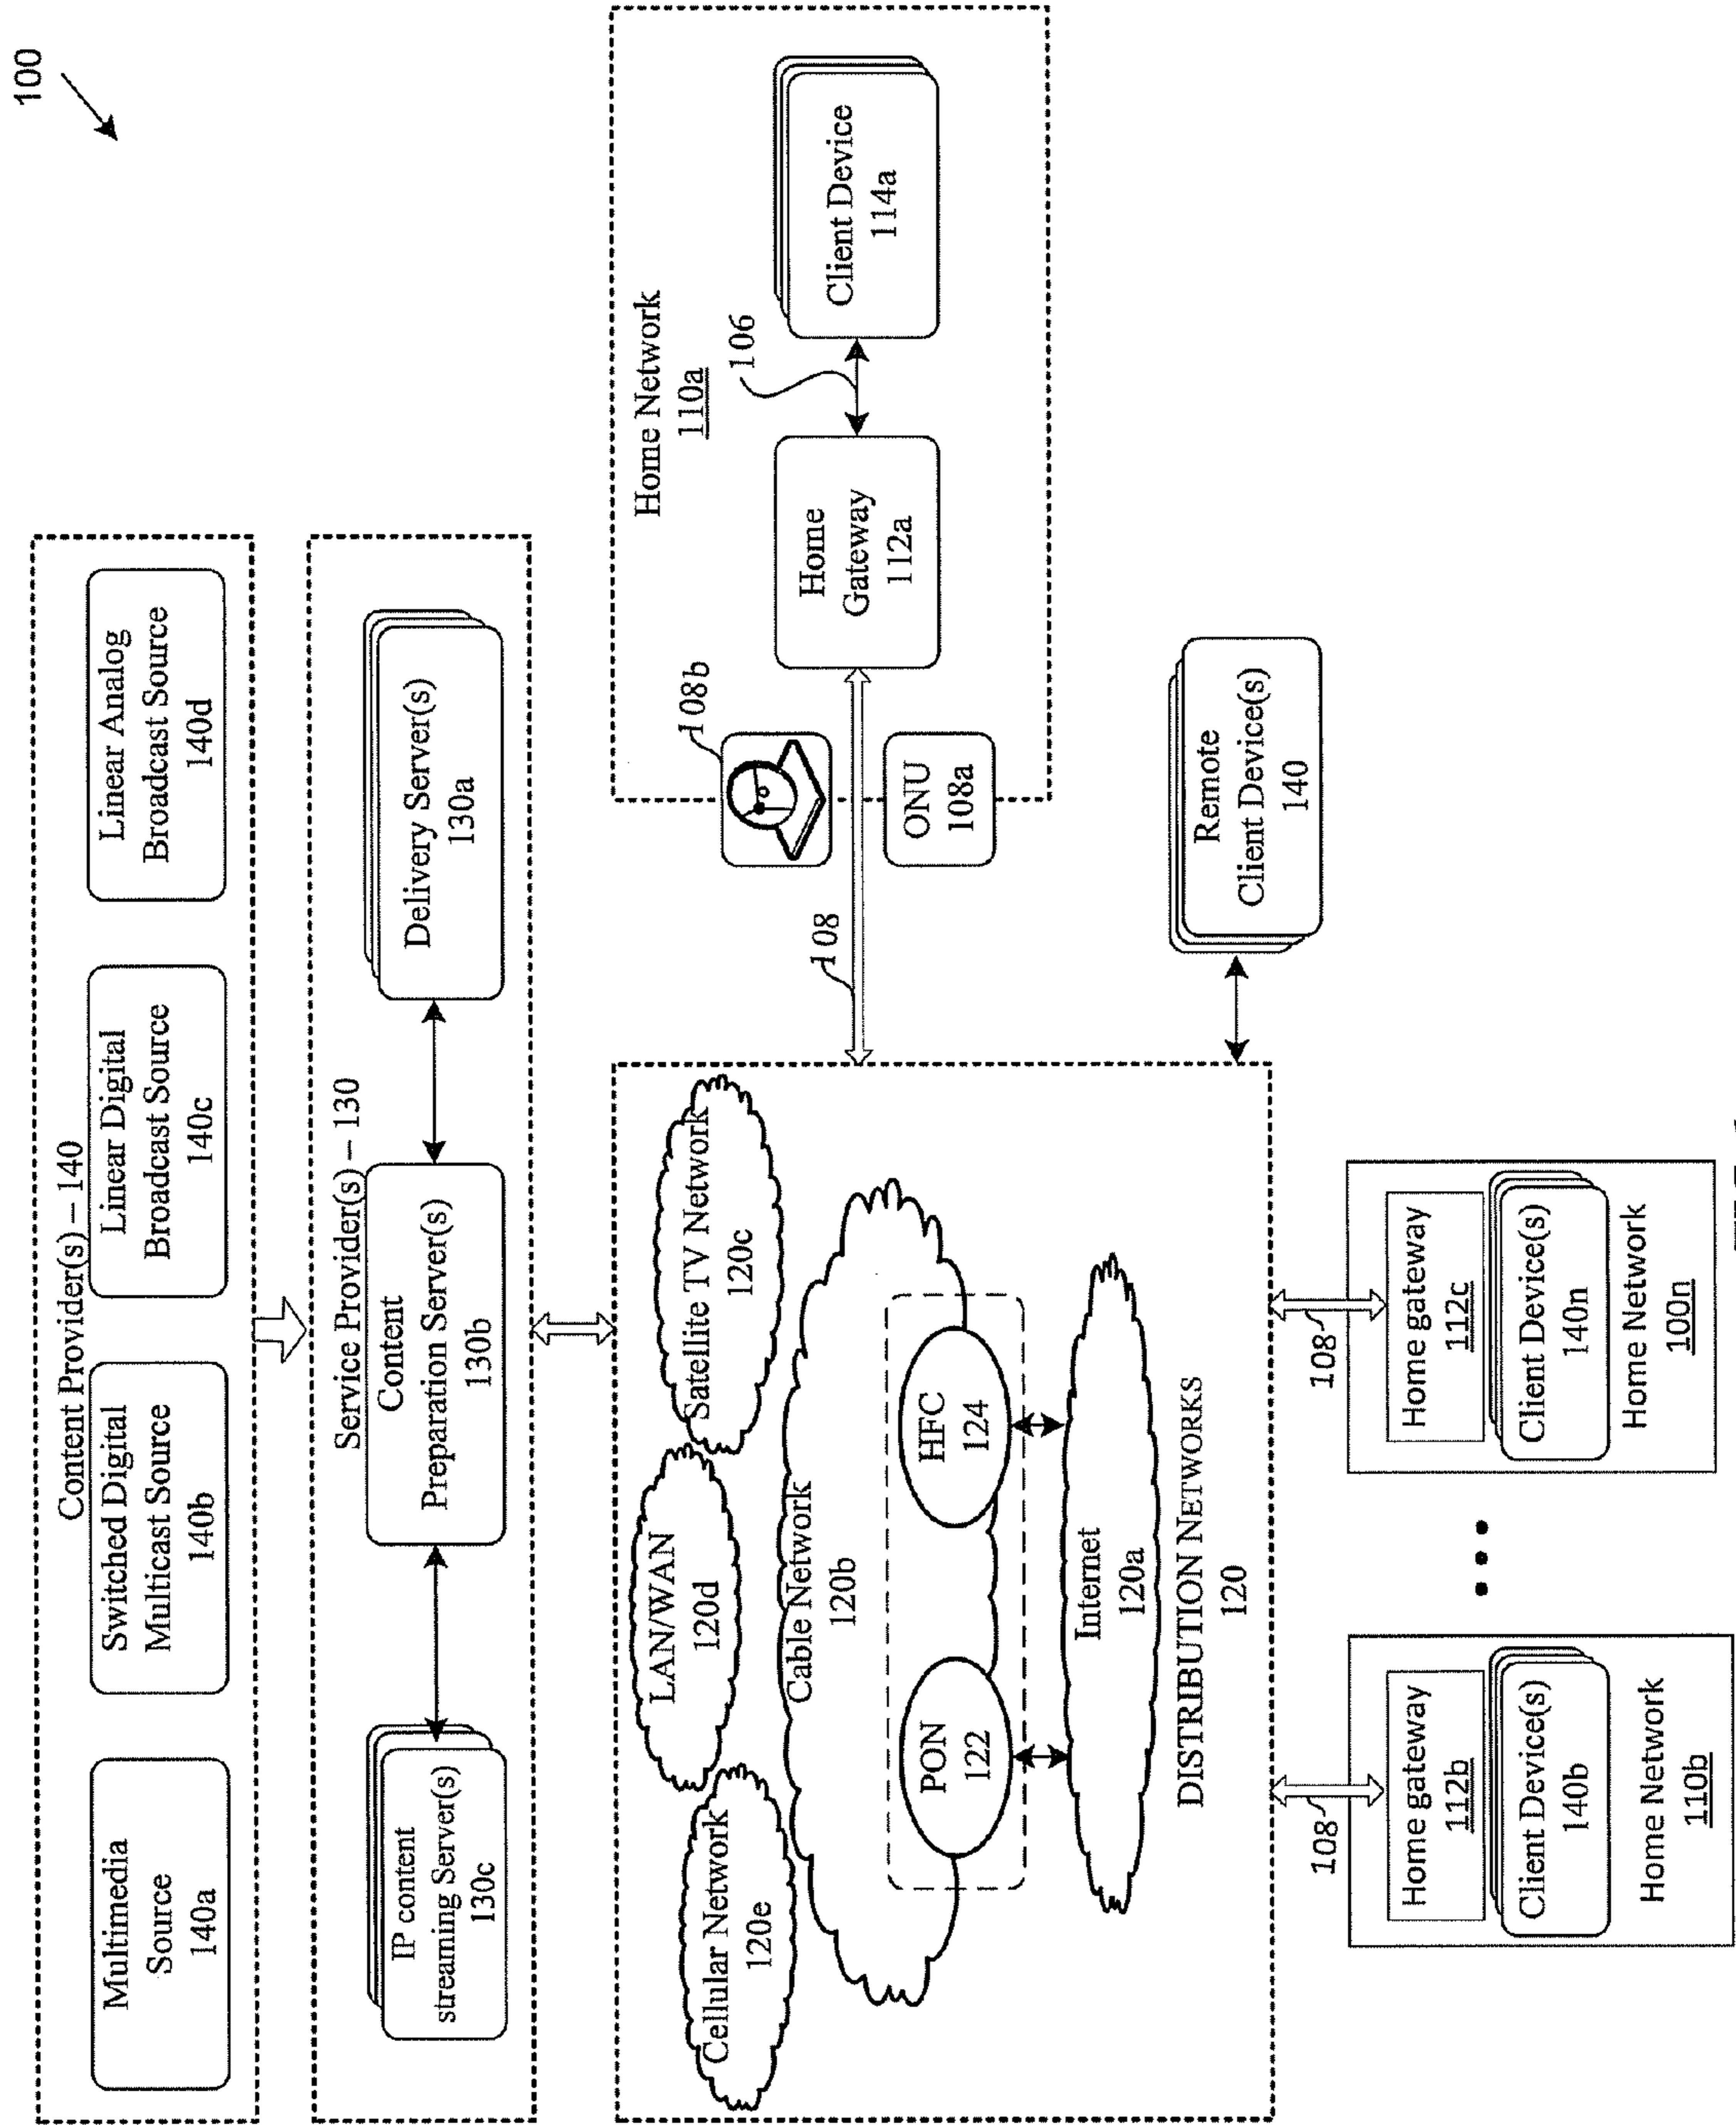 100
Content Provider(s) – 140
Multimedia
Source
140a
Switched Digital
Multicast Source
140b
Linear Digital
Broadcast Source
140c
Linear Analog
Broadcast Source
140d
Service Provider(s) – 130
IP content
streaming Server(s)
130c
Content
Preparation Server(s)
130b
Delivery Server(s)
130a
Cellular Network
120e
LAN/WAN
120d
Satellite TV Network
120c
Cable Network
120b
PON
122
HFC
124
Internet
120a
DISTRIBUTION NETWORKS
120
108
108b
ONU
108a
Home Network
110a
Home
Gateway
112a
106
Client Device
114a
Remote
Client Device(s)
140
108
Home gateway
112b
Client Device(s)
140b
Home Network
110b
108
Home gateway
112c
Client Device(s)
140n
Home Network
100n